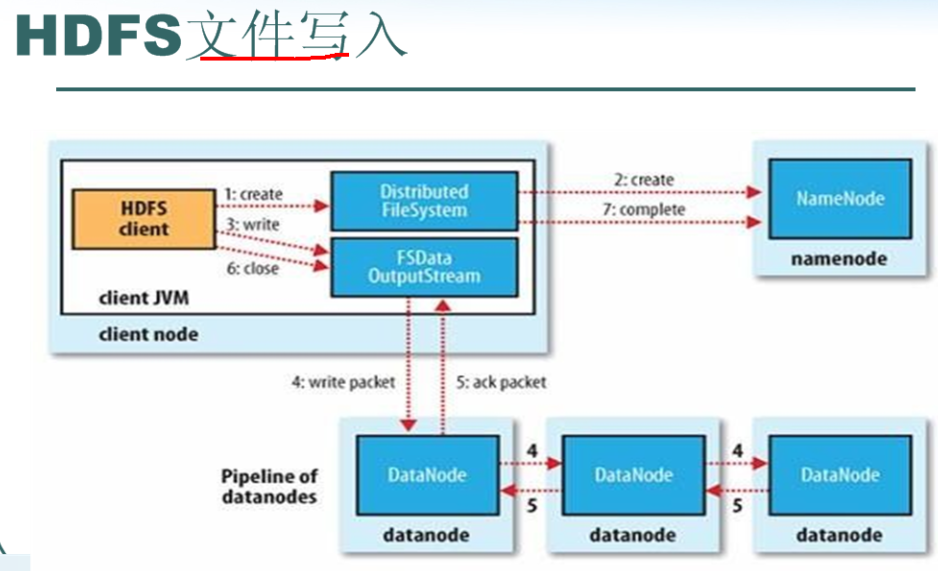 HDFS文件写入
1: create
2: create
7: complete
HDFS
client
Distributed
FileSystem
NameNode
namenode
3: write
6: close
FSData
OutputStream
client JVM
client node
4: write packet
5: ack packet
Pipeline of
datanodes
DataNode
4
5
DataNode
4
5
DataNode
datanode
datanode
datanode